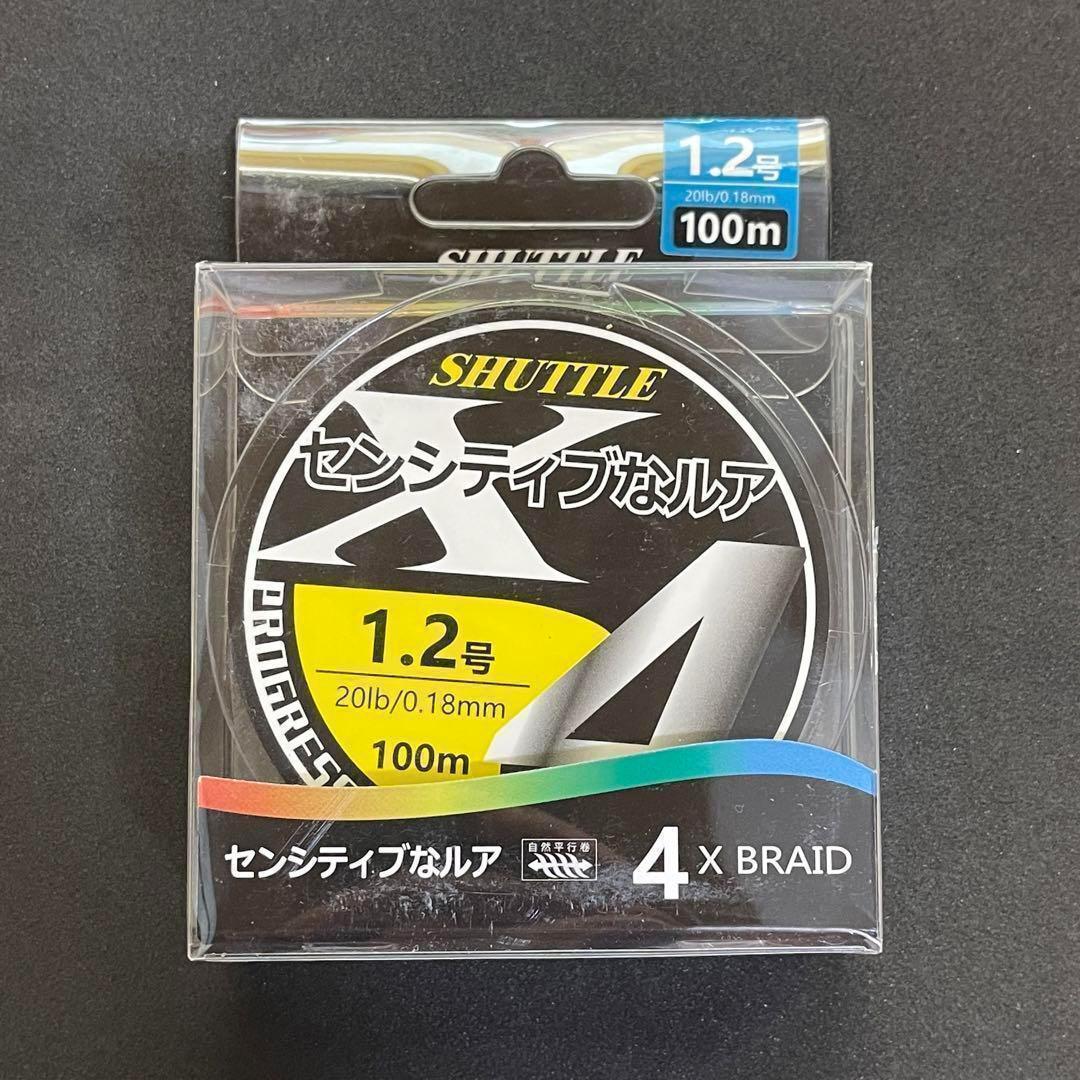 1.2号
20lb/0.18mm
100m
SHUTTLE
SHUTTLE
X
センシティブなルア
4
PROGRESS
1.2号
20lb/0.18mm
100m
センシティブなルア
自然平行巻
4 X BRAID